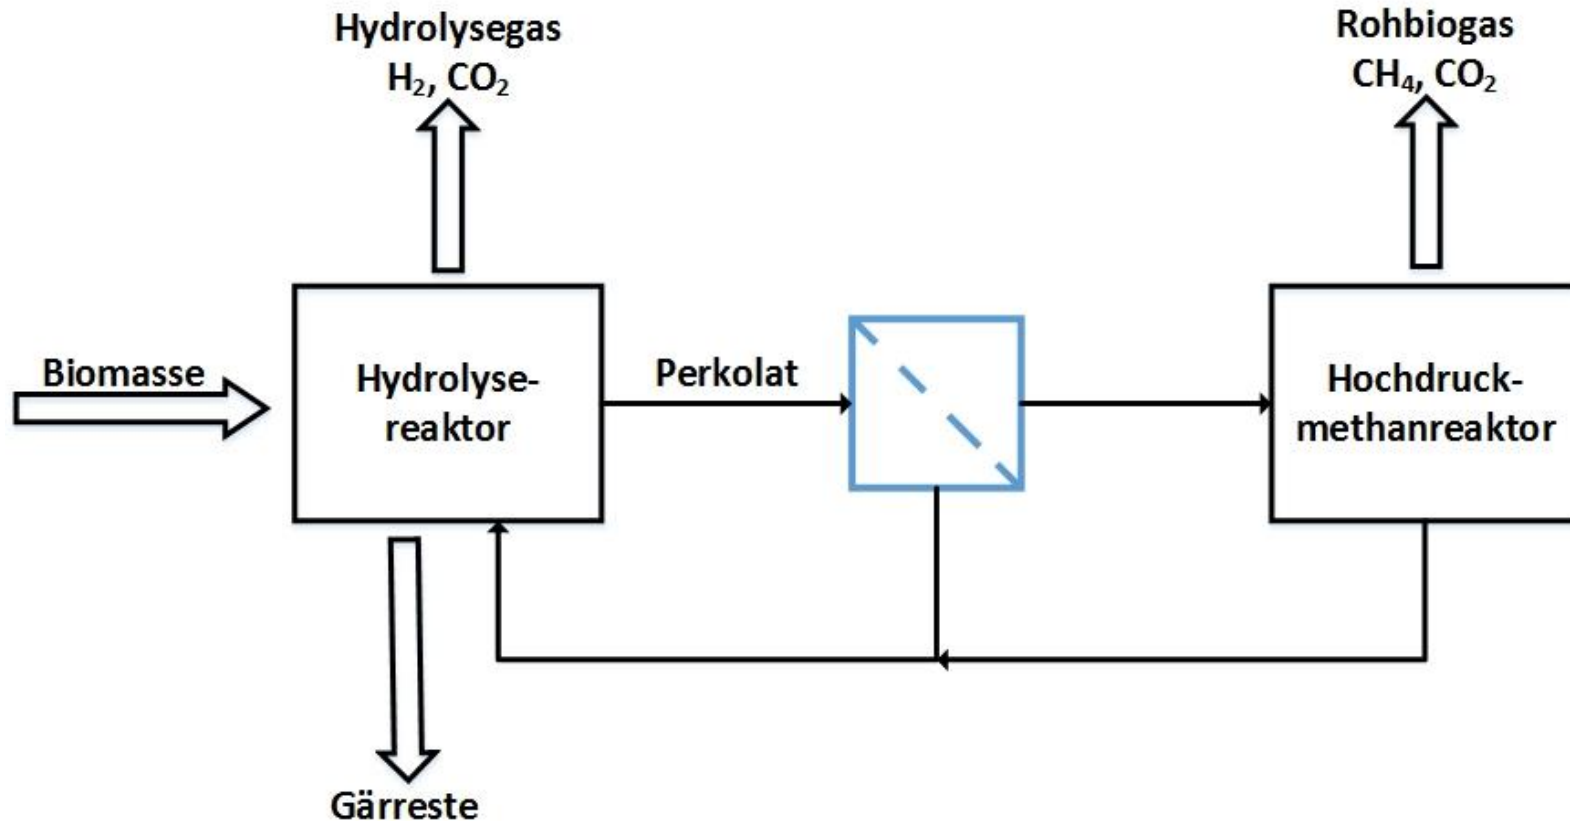 Hydrolysegas
H₂, CO₂
Rohbiogas
CH₄, CO₂
Biomasse
Hydrolyse-
reaktor
Perkolat
Hochdruck-
methanreaktor
Gärreste